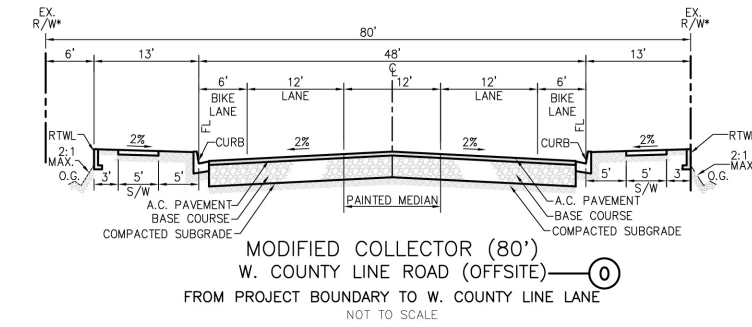 EX. EX.
R/W* R/W*
80'
6' 13' 48' 13'
℄
6' 12' 12' 12' 6'
BIKE LANE LANE BIKE
LANE LANE
FL FL
RTWL 2% CURB 2% 2% CURB 2% RTWL
2:1 2:1
MAX. MAX.
O.G. 3' 5' 5' 5' 5' 3' O.G.
S/W S/W
A.C. PAVEMENT PAINTED MEDIAN A.C. PAVEMENT
BASE COURSE BASE COURSE
COMPACTED SUBGRADE COMPACTED SUBGRADE
MODIFIED COLLECTOR (80')
W. COUNTY LINE ROAD (OFFSITE) O
FROM PROJECT BOUNDARY TO W. COUNTY LINE LANE
NOT TO SCALE